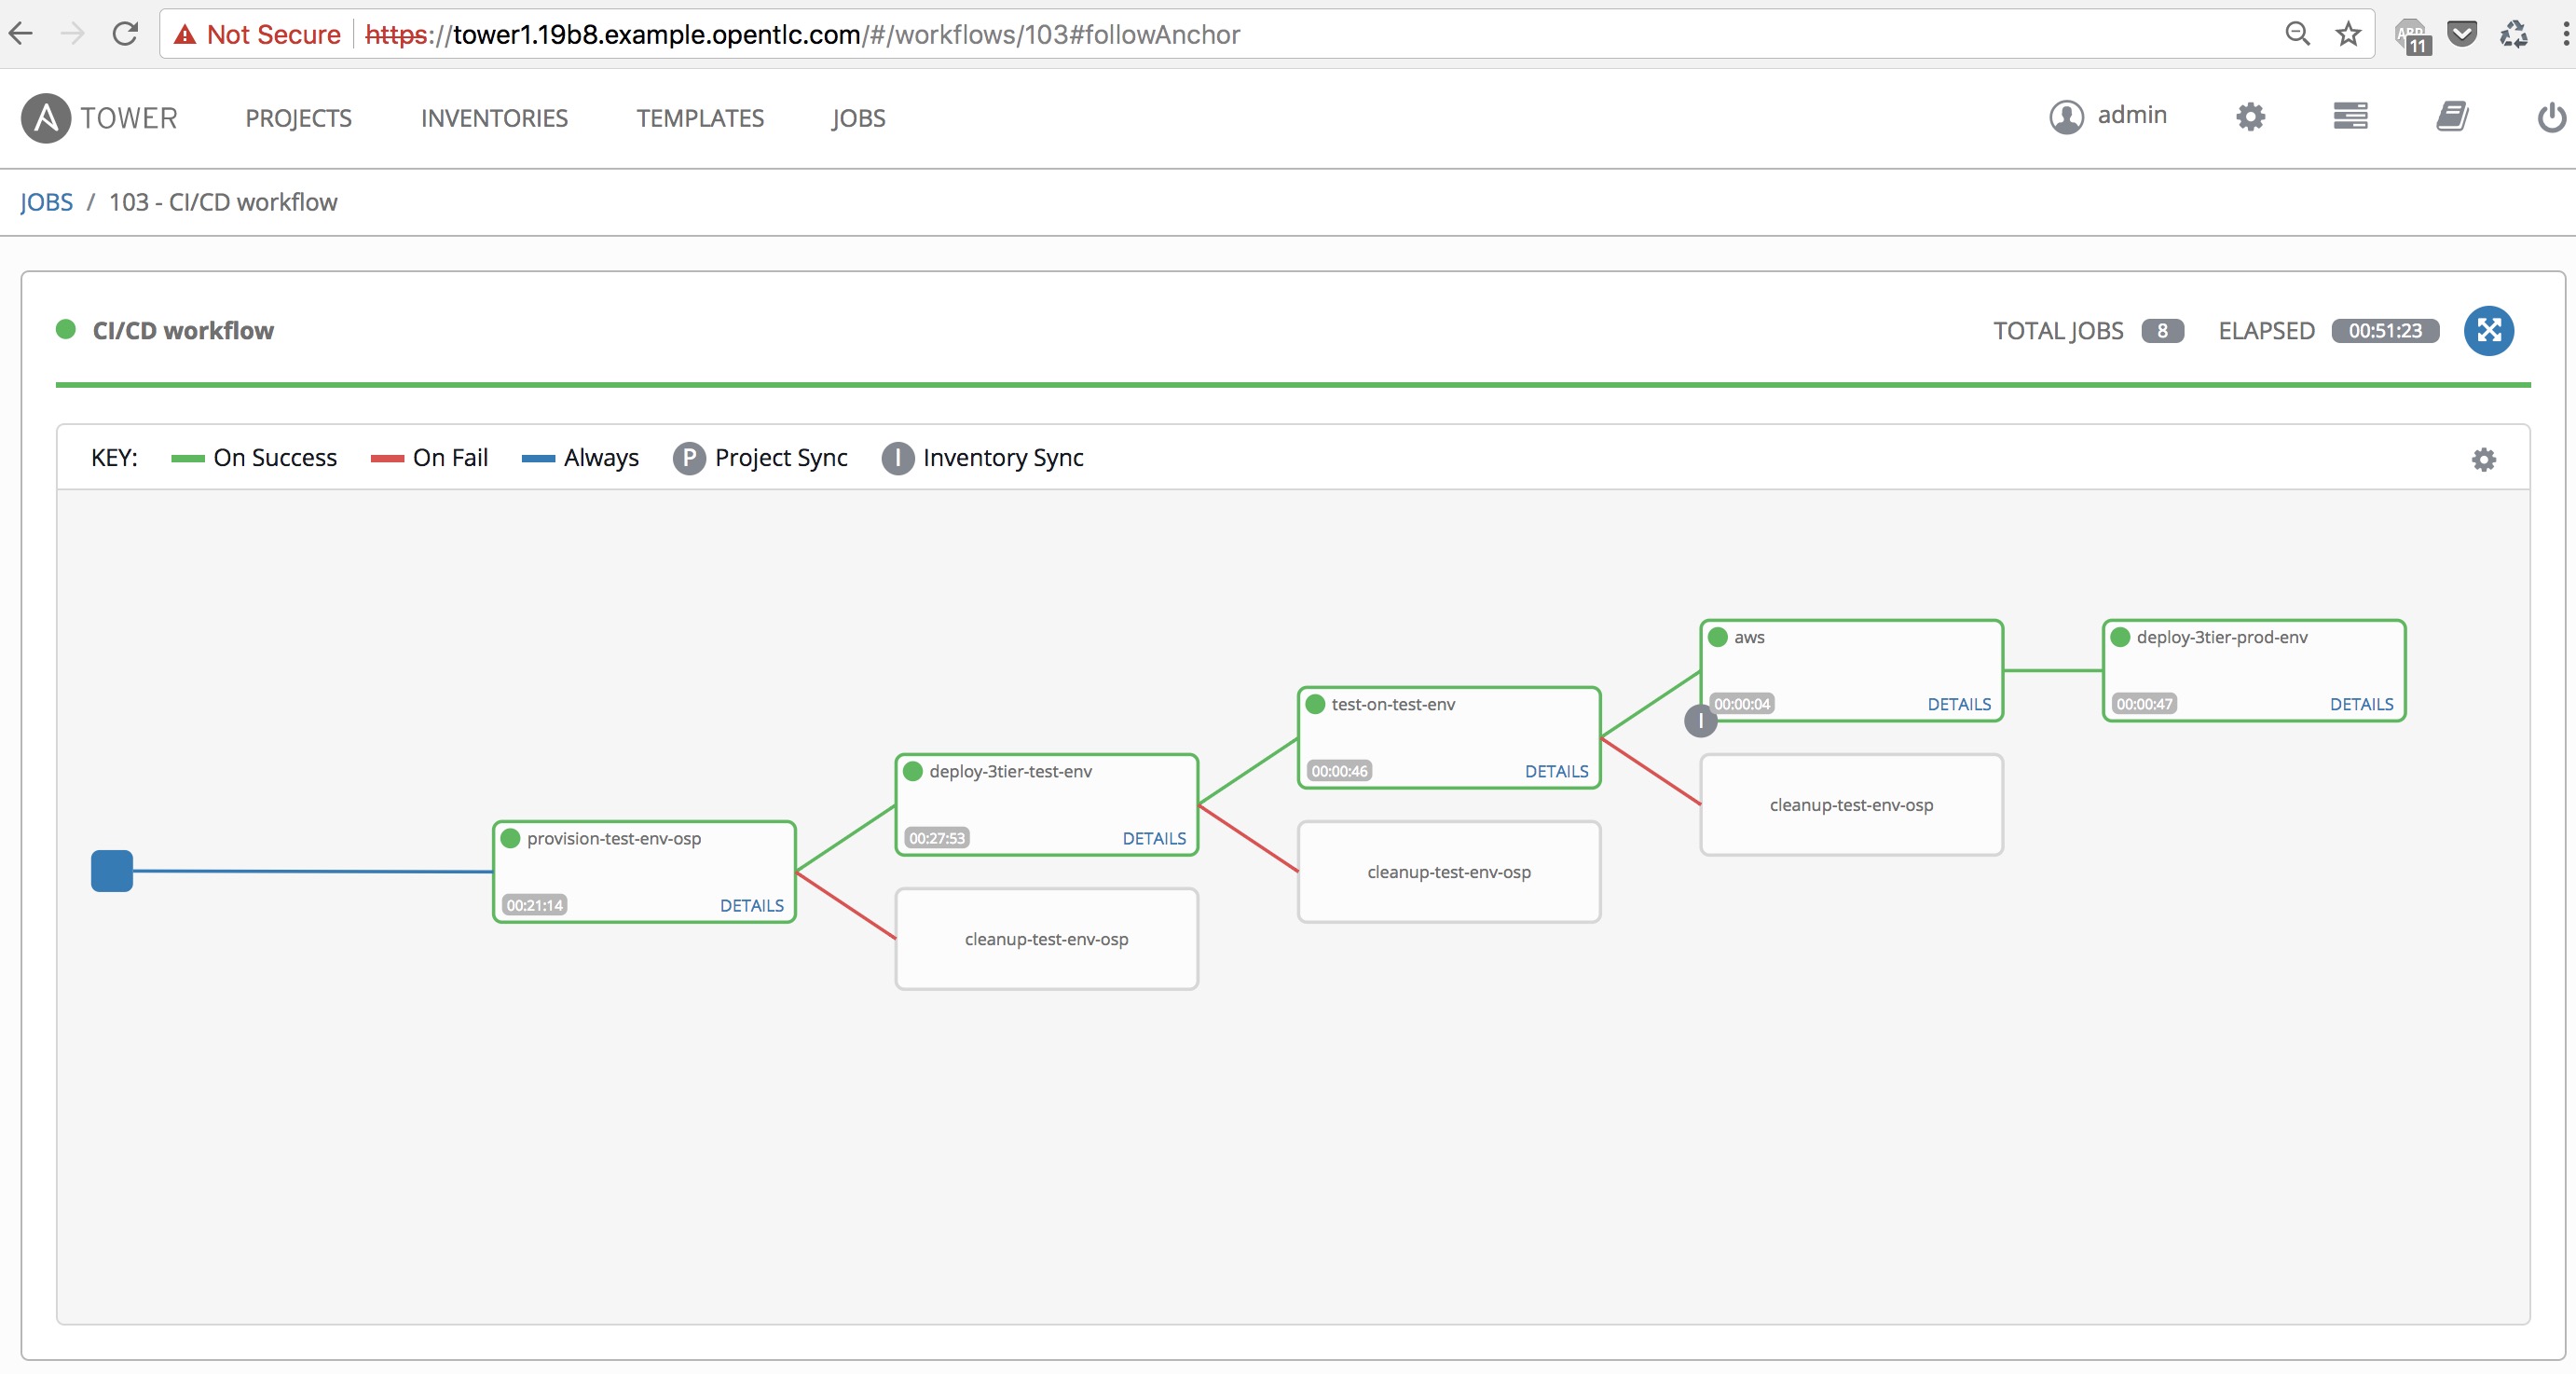 Not Secure https://tower1.19b8.example.opentlc.com/#/workflows/103#followAnchor
ABP 11
A TOWER PROJECTS INVENTORIES TEMPLATES JOBS admin
JOBS / 103 - CI/CD workflow
CI/CD workflow TOTAL JOBS 8 ELAPSED 00:51:23
KEY: On Success On Fail Always P Project Sync I Inventory Sync
provision-test-env-osp
00:21:14 DETAILS
deploy-3tier-test-env
00:27:53 DETAILS
cleanup-test-env-osp
test-on-test-env
00:00:46 DETAILS
cleanup-test-env-osp
aws
00:00:04 DETAILS
I
cleanup-test-env-osp
deploy-3tier-prod-env
00:00:47 DETAILS